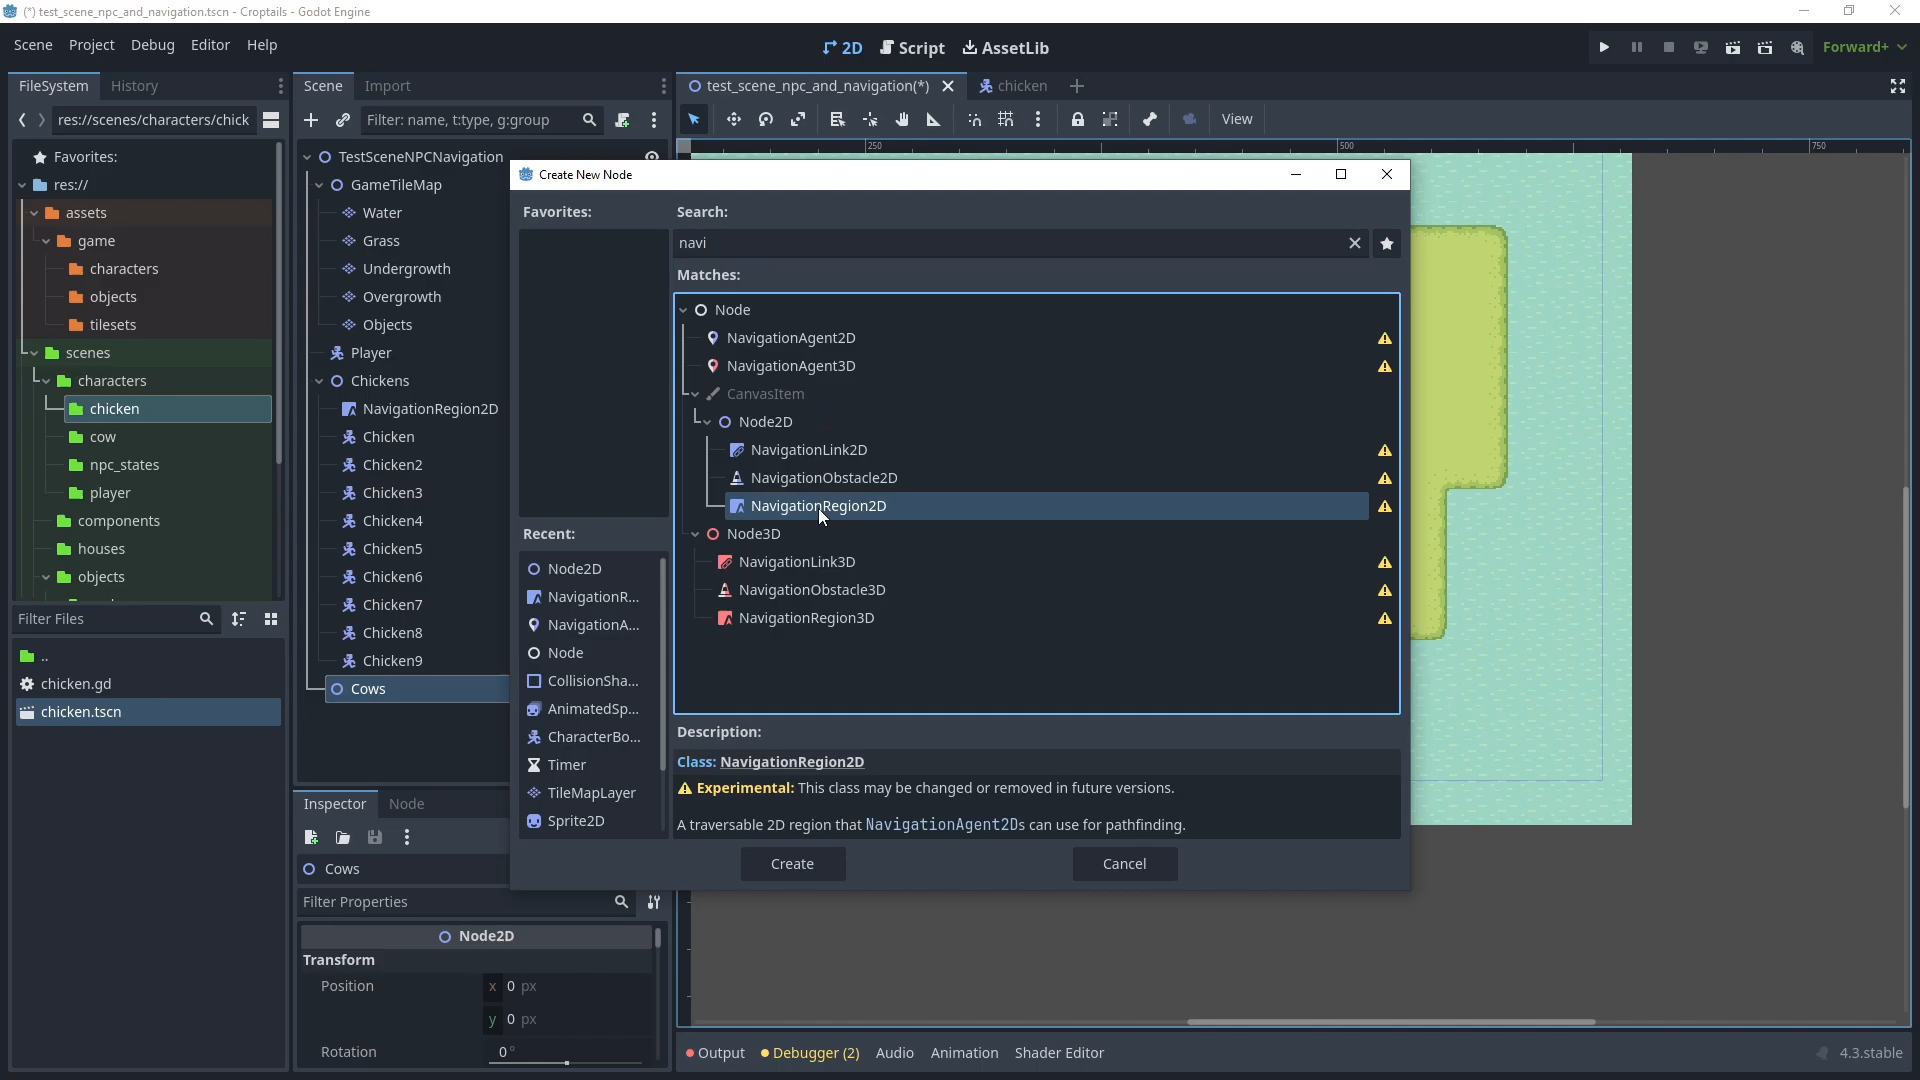 (*) test_scene_npc_and_navigation.tscn - Croptails - Godot Engine
Scene Project Debug Editor Help
2D Script AssetLib
Forward+
FileSystem History
res://scenes/characters/chick
Favorites:
res://
assets
game
characters
objects
tilesets
scenes
characters
chicken
cow
npc_states
player
components
houses
objects
Filter Files
..
chicken.gd
chicken.tscn
Scene Import
Filter: name, t:type, g:group
TestSceneNPCNavigation
GameTileMap
Water
Grass
Undergrowth
Overgrowth
Objects
Player
Chickens
NavigationRegion2D
Chicken
Chicken2
Chicken3
Chicken4
Chicken5
Chicken6
Chicken7
Chicken8
Chicken9
Cows
Inspector Node
Cows
Filter Properties
Node2D
Transform
Position x 0 px
y 0 px
Rotation 0 °
test_scene_npc_and_navigation(*) chicken
View
250 500 750
Create New Node
Favorites:
Recent:
Node2D
NavigationR...
NavigationA...
Node
CollisionSha...
AnimatedSp...
CharacterBo...
Timer
TileMapLayer
Sprite2D
Search:
navi
Matches:
Node
NavigationAgent2D
NavigationAgent3D
CanvasItem
Node2D
NavigationLink2D
NavigationObstacle2D
NavigationRegion2D
Node3D
NavigationLink3D
NavigationObstacle3D
NavigationRegion3D
Description:
Class: NavigationRegion2D
Experimental: This class may be changed or removed in future versions.
A traversable 2D region that NavigationAgent2Ds can use for pathfinding.
Create Cancel
Output Debugger (2) Audio Animation Shader Editor
4.3.stable